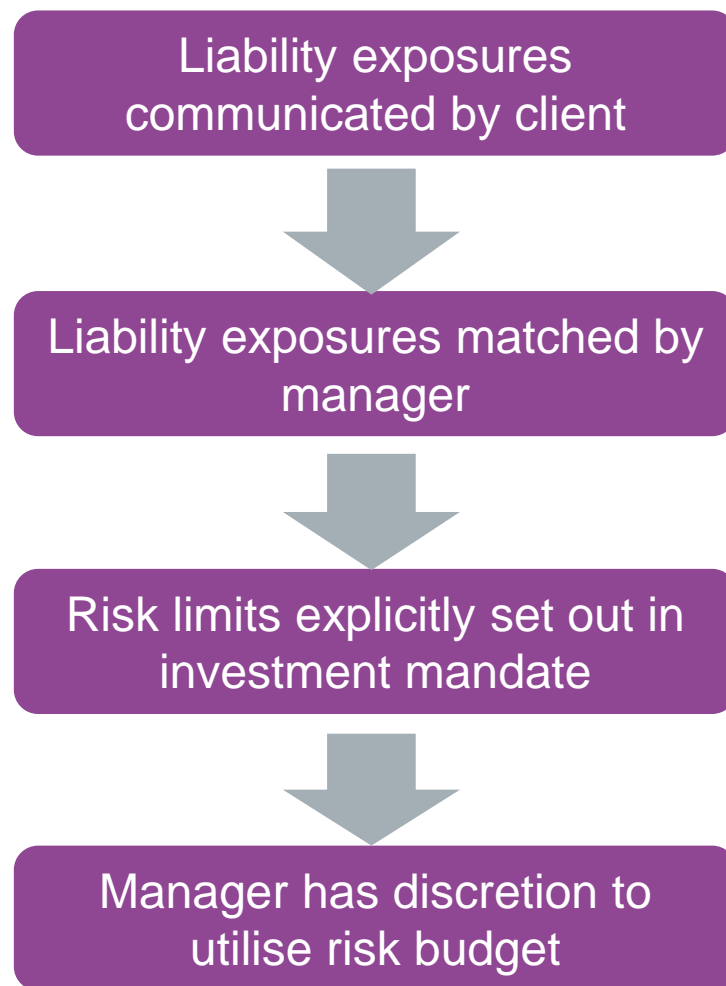 Liability exposures
communicated by client
Liability exposures matched by
manager
Risk limits explicitly set out in
investment mandate
Manager has discretion to
utilise risk budget